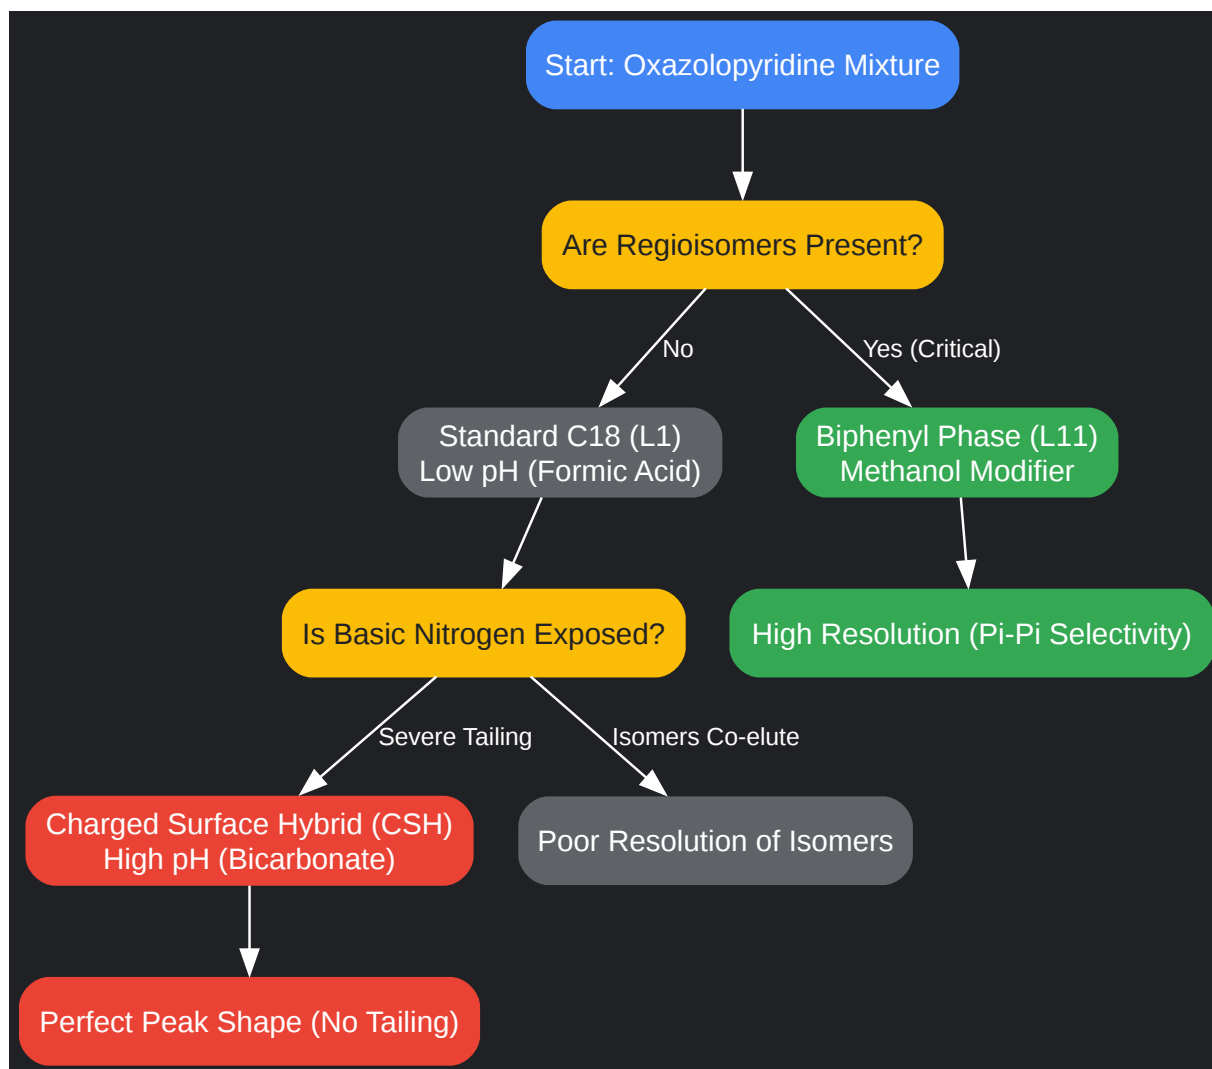 Start: Oxazolopyridine Mixture
Are Regioisomers Present?
No
Yes (Critical)
Standard C18 (L1)
Low pH (Formic Acid)
Biphenyl Phase (L11)
Methanol Modifier
Is Basic Nitrogen Exposed?
High Resolution (Pi-Pi Selectivity)
Severe Tailing
Isomers Co-elute
Charged Surface Hybrid (CSH)
High pH (Bicarbonate)
Poor Resolution of Isomers
Perfect Peak Shape (No Tailing)